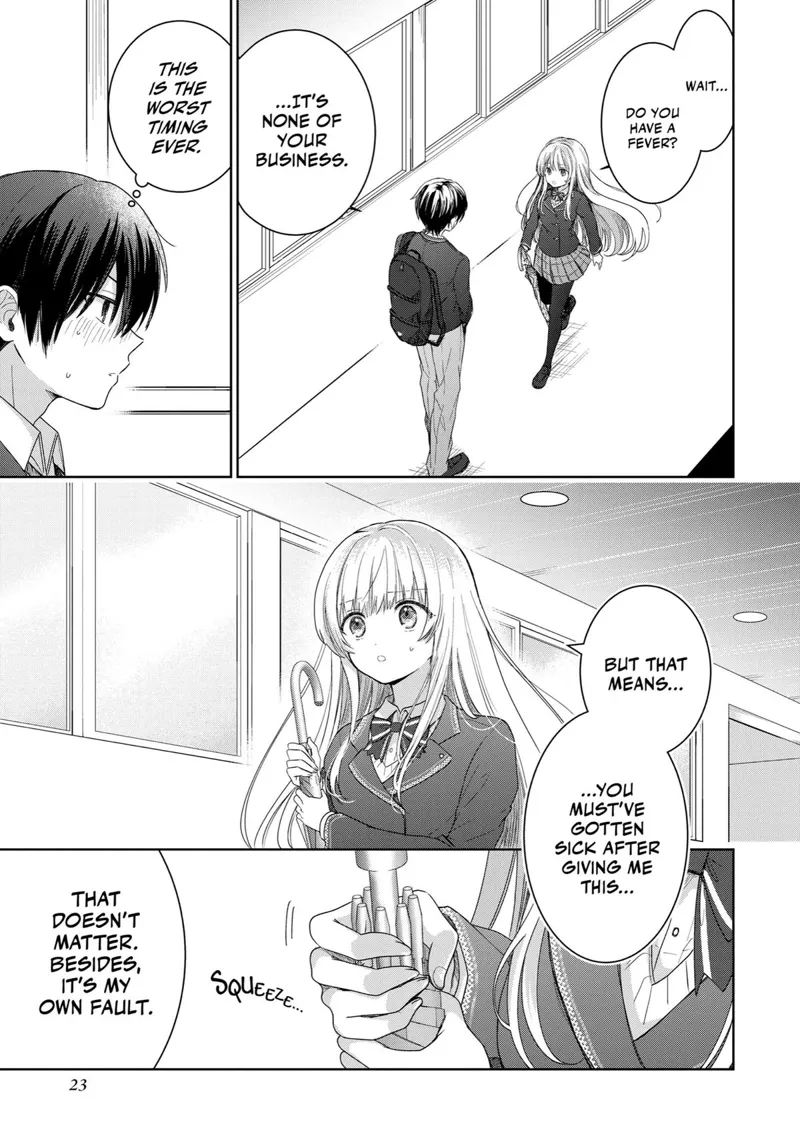 WAIT...
DO YOU
HAVE A
FEVER?
...IT'S
NONE OF
YOUR
BUSINESS.
THIS
IS THE
WORST
TIMING
EVER.
BUT THAT
MEANS...
...YOU
MUST'VE
GOTTEN
SICK AFTER
GIVING ME
THIS...
SQUEEZE...
THAT
DOESN'T
MATTER.
BESIDES,
IT'S MY
OWN FAULT.
23